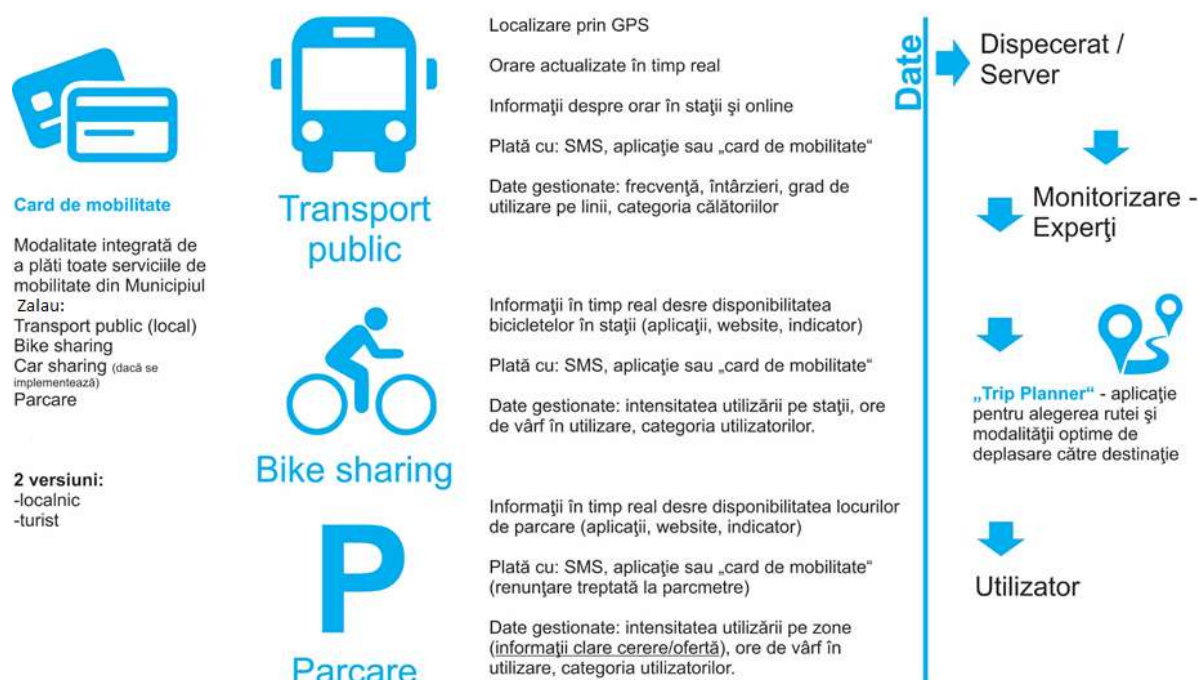 Card de mobilitate
Modalitate integrată de
a plăti toate serviciile de
mobilitate din Municipiul
Zalau:
Transport public (local)
Bike sharing
Car sharing (dacă se
implementează)
Parcare
2 versiuni:
-localnic
-turist
Transport
public
Localizare prin GPS
Orare actualizate în timp real
Informaţii despre orar în staţii şi online
Plată cu: SMS, aplicaţie sau „card de mobilitate“
Date gestionate: frecvenţă, întârzieri, grad de
utilizare pe linii, categoria călătoriilor
Bike sharing
Informaţii în timp real desre disponibilitatea
bicicletelor în staţii (aplicaţii, website, indicator)
Plată cu: SMS, aplicaţie sau „card de mobilitate“
Date gestionate: intensitatea utilizării pe staţii, ore
de vârf în utilizare, categoria utilizatorilor.
P
Parcare
Informaţii în timp real desre disponibilitatea locurilor
de parcare (aplicaţii, website, indicator)
Plată cu: SMS, aplicaţie sau „card de mobilitate“
(renunţare treptată la parcmetre)
Date gestionate: intensitatea utilizării pe zone
(informaţii clare cerere/ofertă), ore de vârf în
utilizare, categoria utilizatorilor.
Date
Dispecerat /
Server
Monitorizare -
Experţi
„Trip Planner“ - aplicaţie
pentru alegerea rutei şi
modalităţii optime de
deplasare către destinaţie
Utilizator